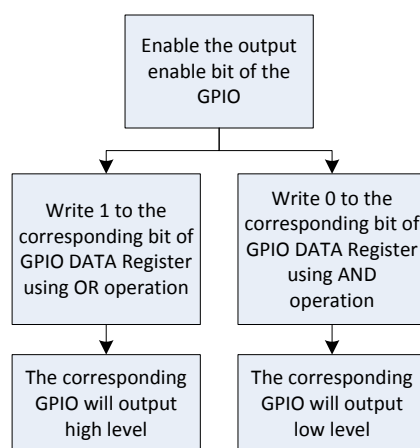 Enable the output
enable bit of the
GPIO
Write 1 to the
corresponding bit of
GPIO DATA Register
using OR operation
Write 0 to the
corresponding bit of
GPIO DATA Register
using AND
operation
The corresponding
GPIO will output
high level
The corresponding
GPIO will output
low level